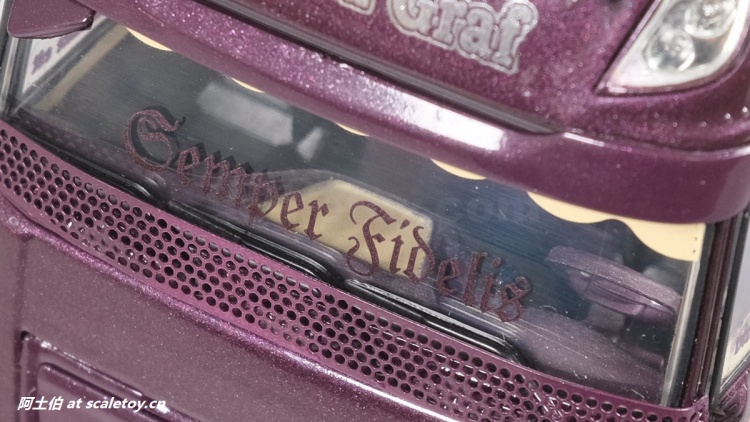 Graf
Semper Fidelis
阿土伯 at scaletoy.cn